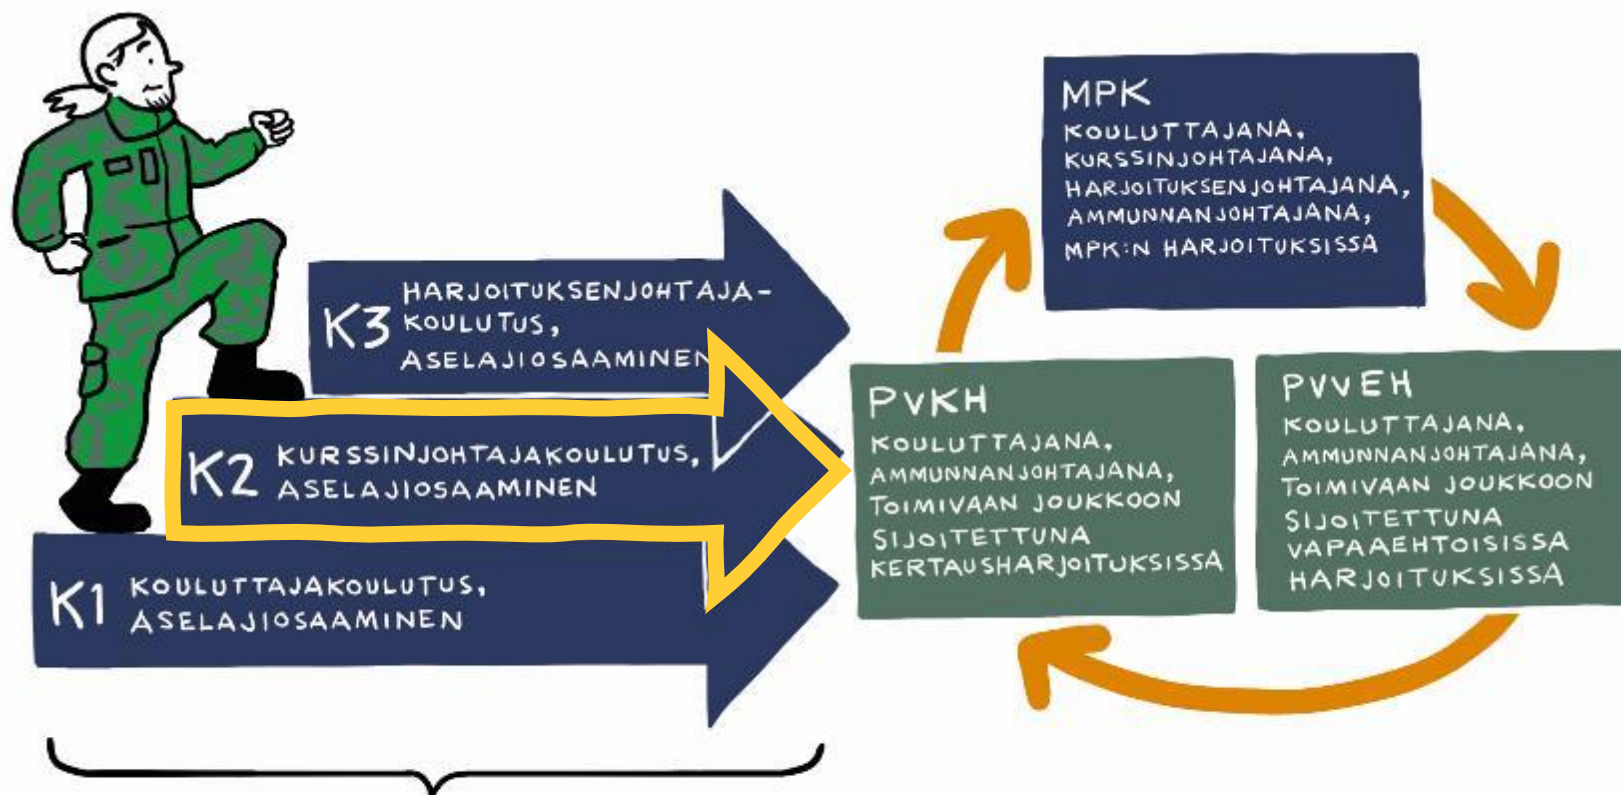 K3
HARJOITUKSENJOHTAJA-
KOULUTUS,
ASELAJIOSAAMINEN
K2
KURSSINJOHTAJAKOULUTUS,
ASELAJIOSAAMINEN
K1
KOULUTTAJAKOULUTUS,
ASELAJIOSAAMINEN
MPK
KOULUTTAJANA,
KURSSINJOHTAJANA,
HARJOITUKSENJOHTAJANA,
AMMUNNANJOHTAJANA,
MPK:N HARJOITUKSISSA
PVKH
KOULUTTAJANA,
AMMUNNANJOHTAJANA,
TOIMIVAAN JOUKKOON
SIJOITETTUNA
KERTAUSHARJOITUKSISSA
PVVEH
KOULUTTAJANA,
AMMUNNANJOHTAJANA,
TOIMIVAAN JOUKKOON
SIJOITETTUNA
VAPAAEHTOISISSA
HARJOITUKSISSA